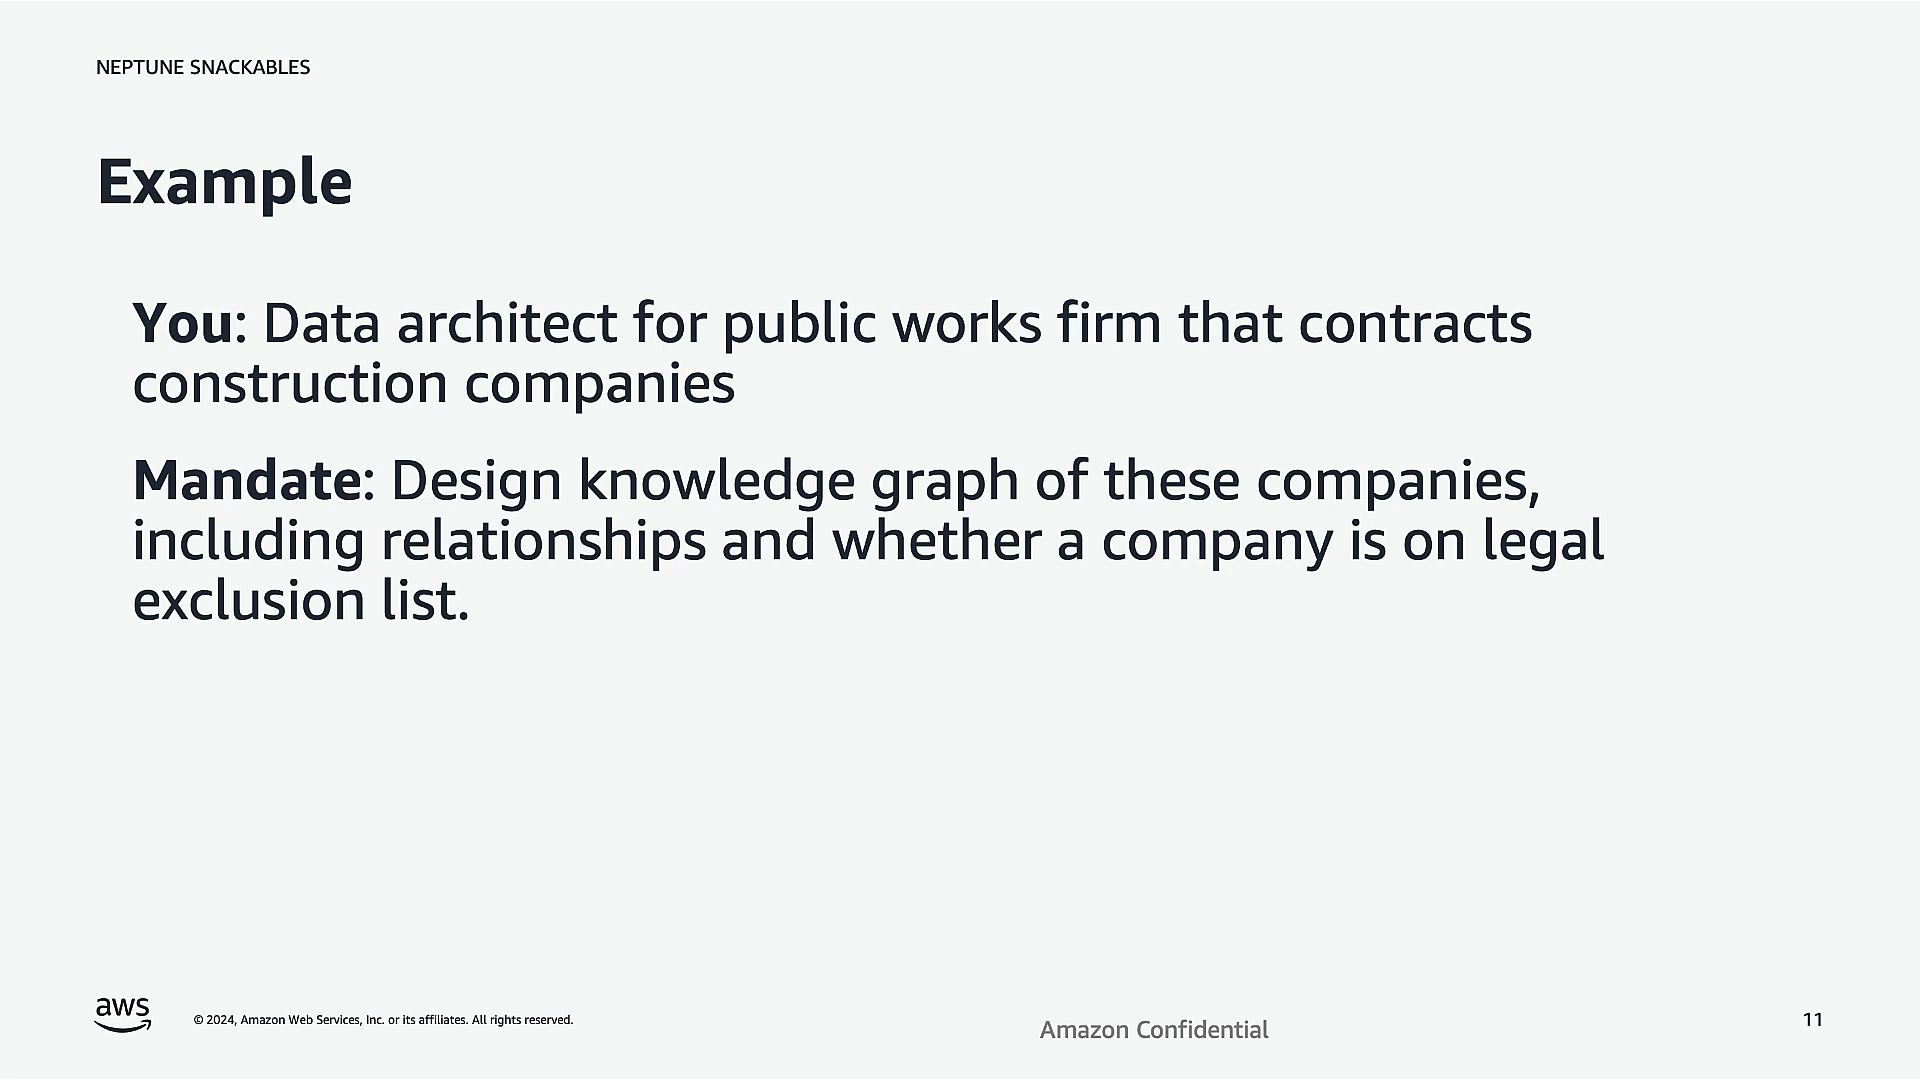 NEPTUNE SNACKABLES
Example
You: Data architect for public works firm that contracts
construction companies
Mandate: Design knowledge graph of these companies,
including relationships and whether a company is on legal
exclusion list.
aws
© 2024, Amazon Web Services, Inc. or its affiliates. All rights reserved.
Amazon Confidential
11